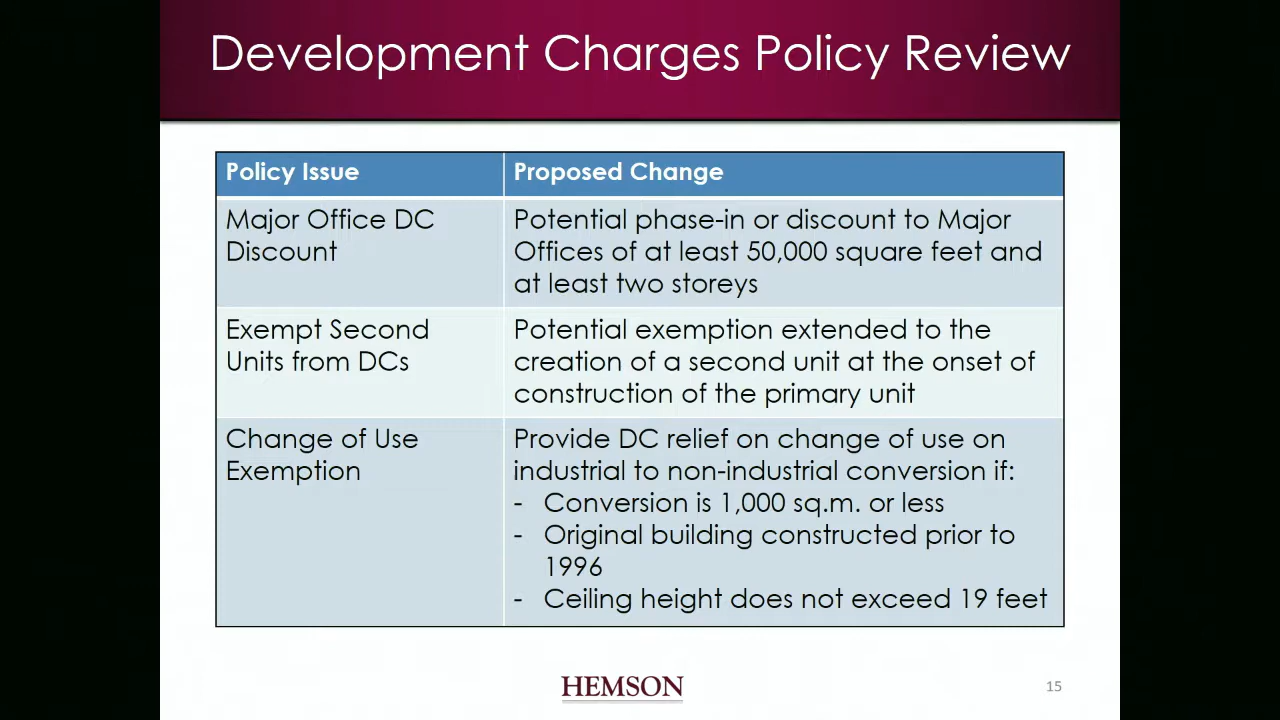 Development Charges Policy Review
Policy Issue
Proposed Change
Major Office DC
Discount
Potential phase-in or discount to Major
Offices of at least 50,000 square feet and
at least two storeys
Exempt Second
Units from DCs
Potential exemption extended to the
creation of a second unit at the onset of
construction of the primary unit
Change of Use
Exemption
Provide DC relief on change of use on
industrial to non-industrial conversion if:
- Conversion is 1,000 sq.m. or less
- Original building constructed prior to
1996
- Ceiling height does not exceed 19 feet
HEMSON
15